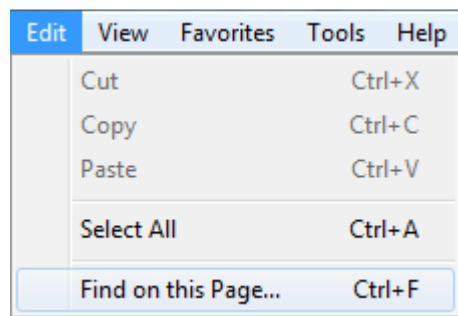 Edit View Favorites Tools Help
Cut Ctrl+X
Copy Ctrl+C
Paste Ctrl+V
Select All Ctrl+A
Find on this Page... Ctrl+F